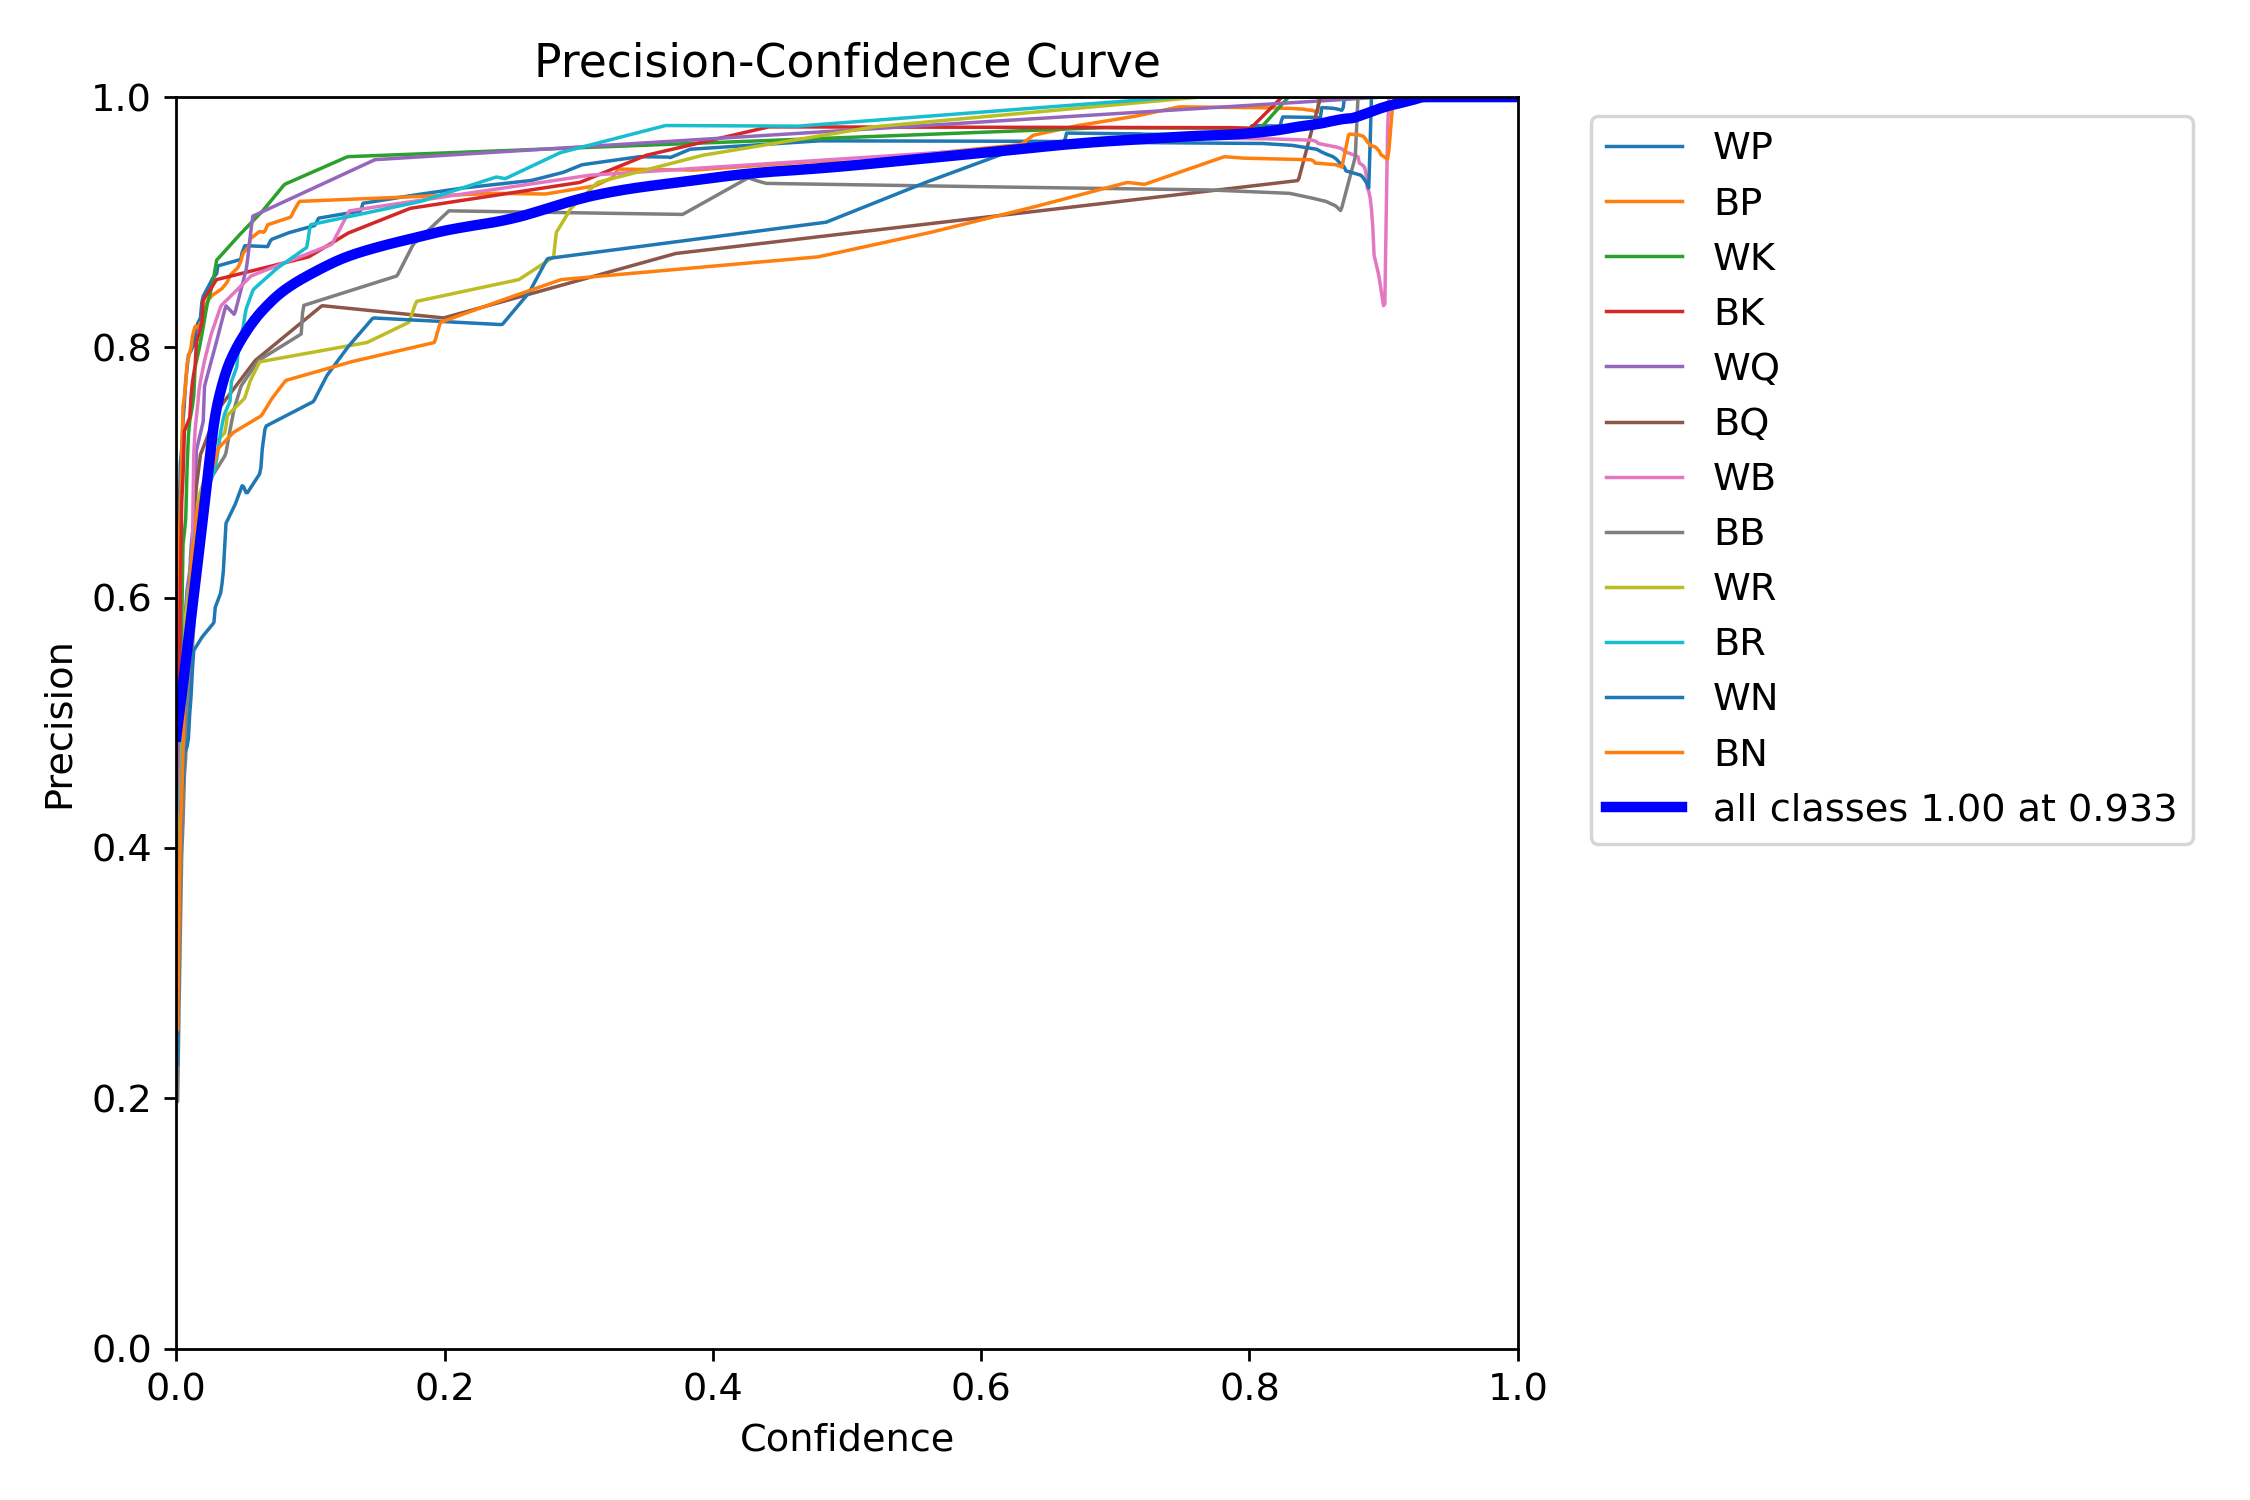 Precision-Confidence Curve
1.0
0.8
0.6
0.4
0.2
0.0
Precision
0.0 0.2 0.4 0.6 0.8 1.0
Confidence
WP
BP
WK
BK
WQ
BQ
WB
BB
WR
BR
WN
BN
all classes 1.00 at 0.933